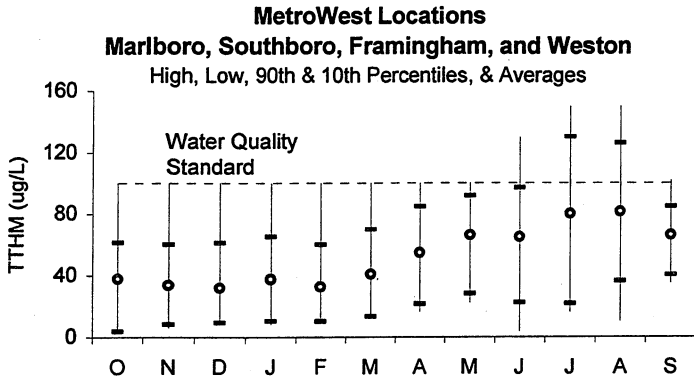 MetroWest Locations
Marlboro, Southboro, Framingham, and Weston
High, Low, 90th & 10th Percentiles, & Averages
160
120
80
40
0
TTHM (ug/L)
Water Quality
Standard
O N D J F M A M J J A S